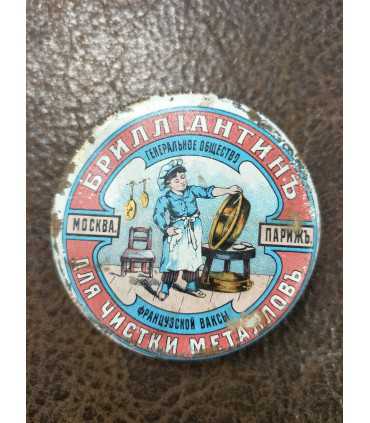 БРИЛЛІАНТИНЪ
ГЕНЕРАЛЬНОЕ ОБЩЕСТВО
МОСКВА.
ПАРИЖЪ.
ФРАНЦУЗСКОЙ ВАКСЫ
ДЛЯ ЧИСТКИ МЕТАЛЛОВЪ